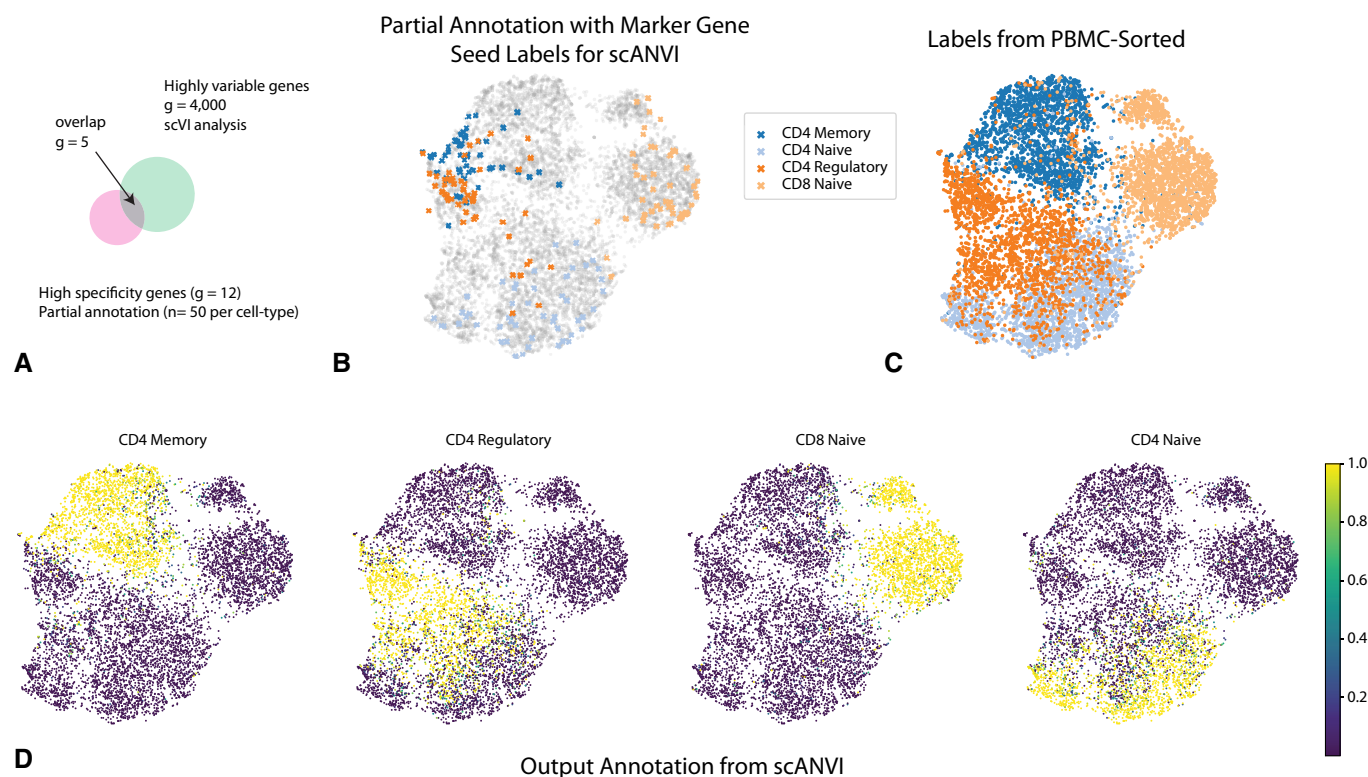 Highly variable genes
g = 4,000
scVI analysis
overlap
g = 5
High specificity genes (g = 12)
Partial annotation (n= 50 per cell-type)
A
Partial Annotation with Marker Gene
Seed Labels for scANVI
CD4 Memory
CD4 Naive
CD4 Regulatory
CD8 Naive
B
Labels from PBMC-Sorted
C
CD4 Memory
CD4 Regulatory
CD8 Naive
CD4 Naive
1.0
0.8
0.6
0.4
0.2
D
Output Annotation from scANVI